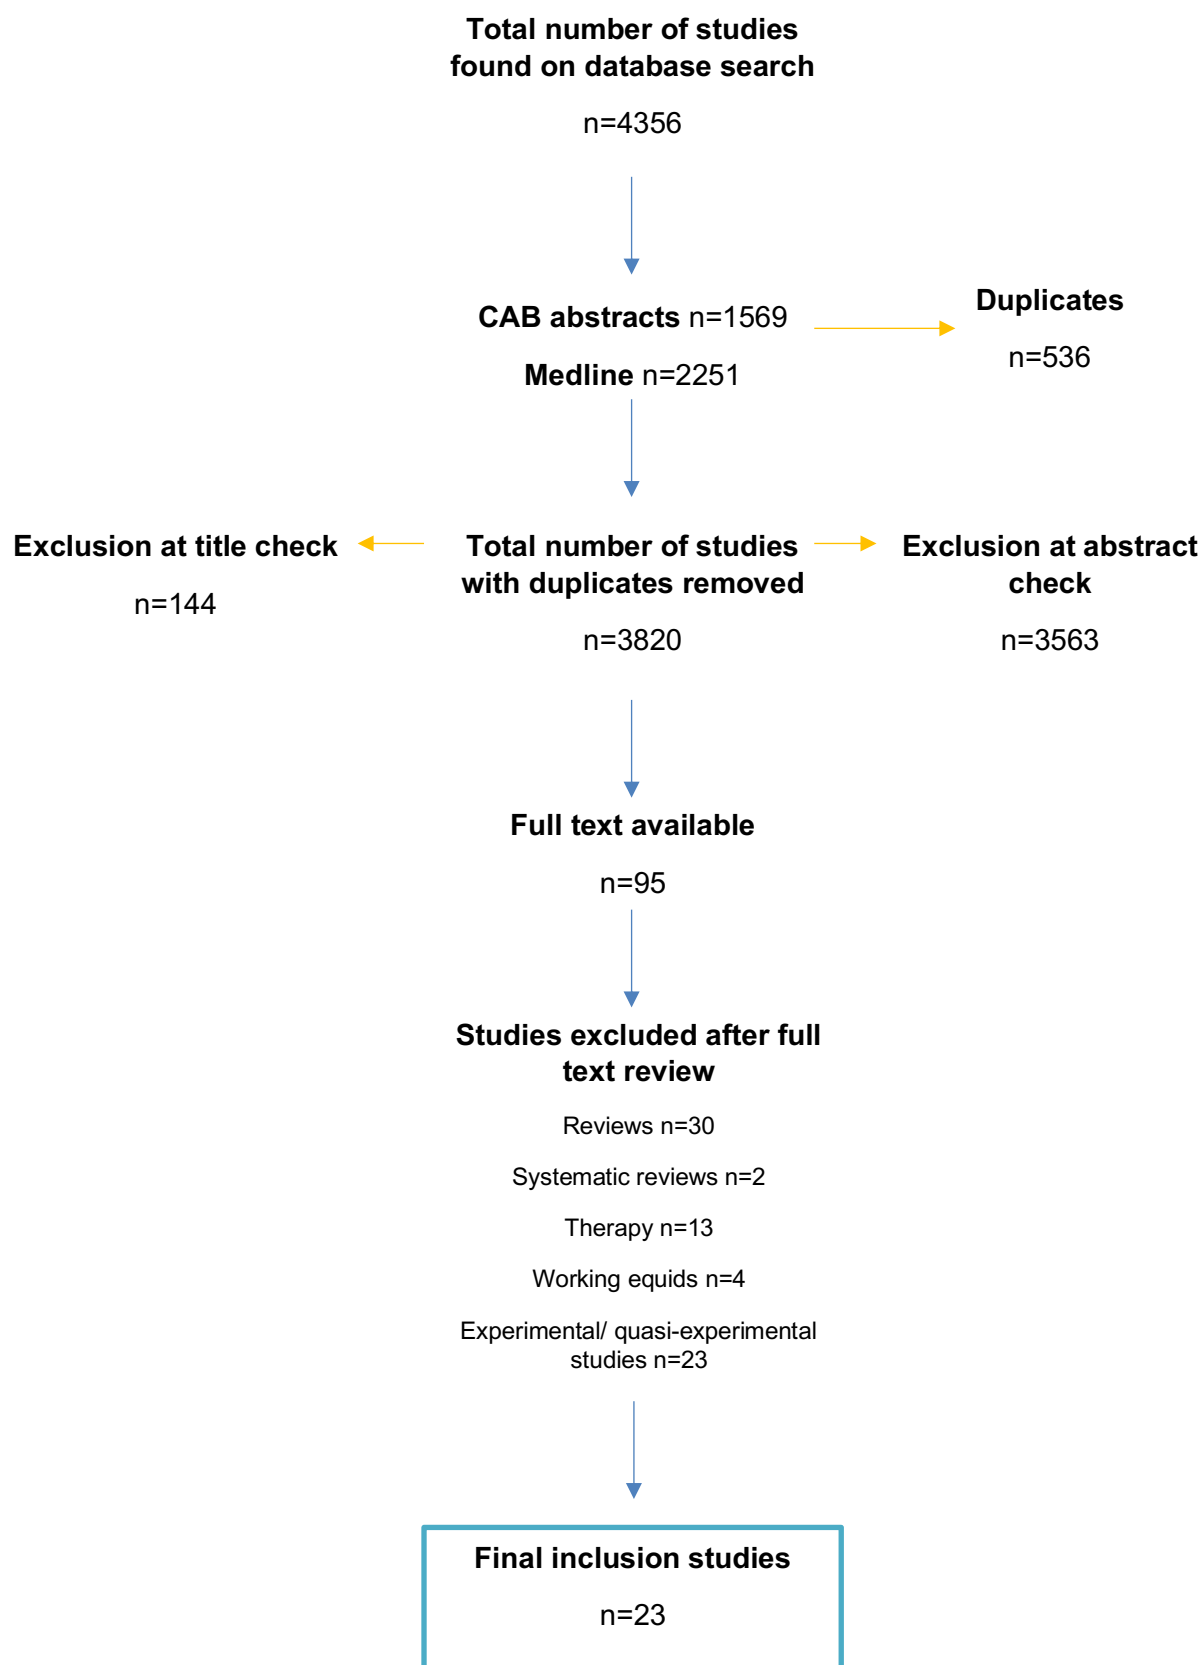 Total number of studies
found on database search
n=4356
CAB abstracts n=1569
Medline n=2251
Duplicates
n=536
Exclusion at title check
n=144
Total number of studies
with duplicates removed
n=3820
Exclusion at abstract
check
n=3563
Full text available
n=95
Studies excluded after full
text review
Reviews n=30
Systematic reviews n=2
Therapy n=13
Working equids n=4
Experimental/ quasi-experimental
studies n=23
Final inclusion studies
n=23